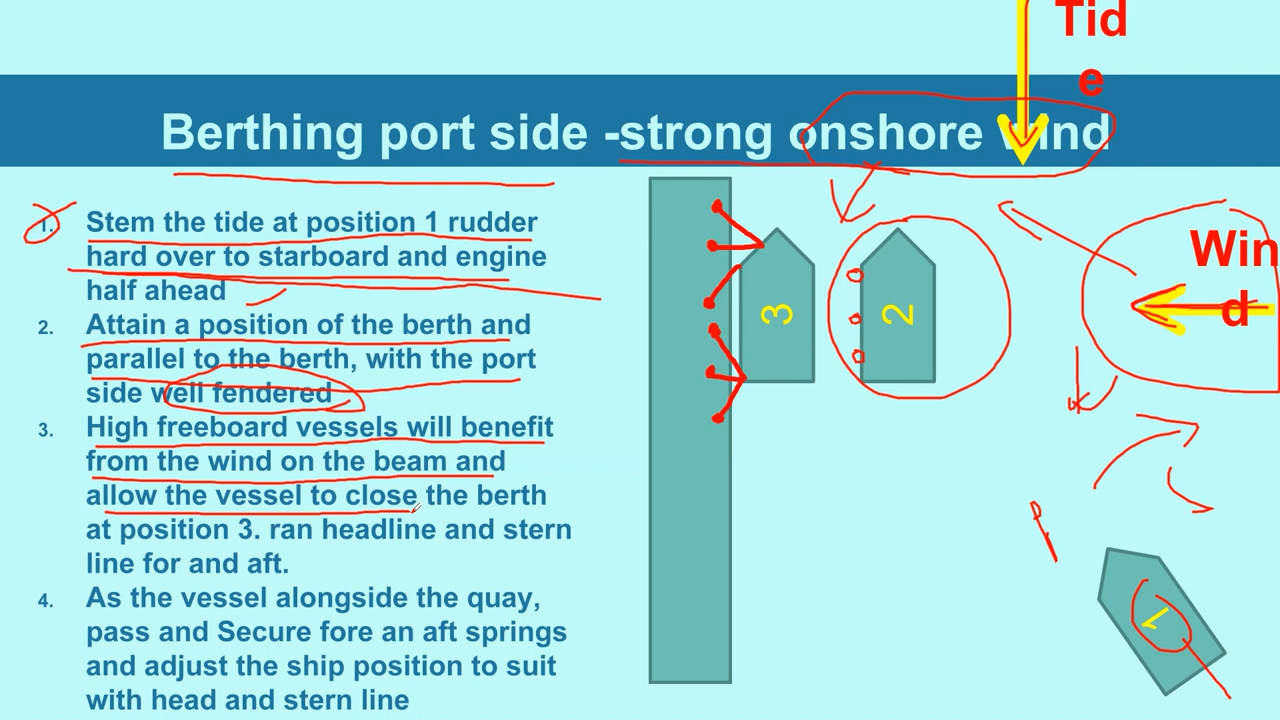 Tid
e
Berthing port side -strong onshore wind
1. Stem the tide at position 1 rudder
hard over to starboard and engine
half ahead
2. Attain a position of the berth and
parallel to the berth, with the port
side well fendered
3. High freeboard vessels will benefit
from the wind on the beam and
allow the vessel to close the berth
at position 3. ran headline and stern
line for and aft.
4. As the vessel alongside the quay,
pass and Secure fore an aft springs
and adjust the ship position to suit
with head and stern line
3
2
Win
d
1